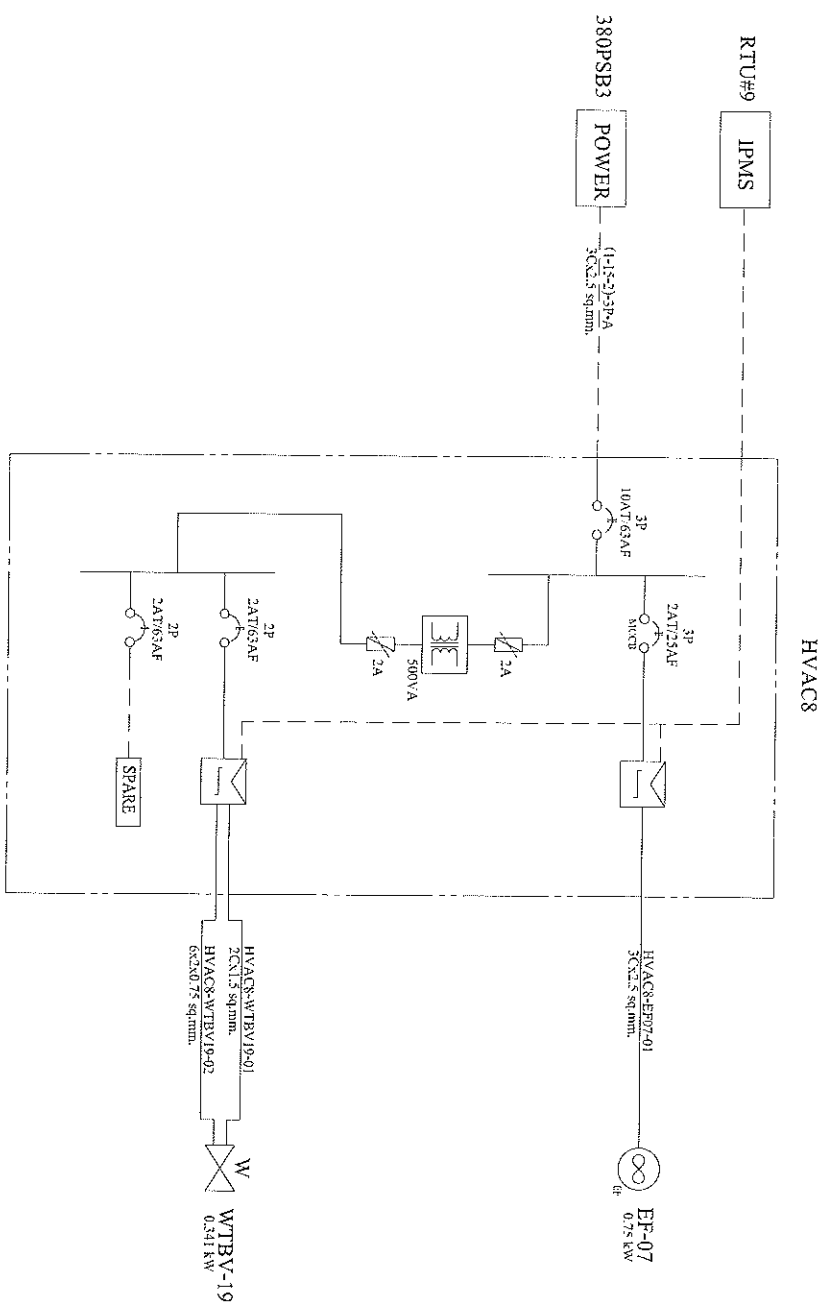 HVAC8
RTU#9
IPMS
380PSB3
POWER
(1-15-2)-3P-A
3Cx2.5 sq.mm.
3P
10AT/63AF
3P
2AT/25AF
MCCB
2A
500VA
2A
2P
2AT/63AF
2P
2AT/63AF
SPARE
HVAC8-EF07-01
3Cx2.5 sq.mm.
EF-07
0.75 kW
HVAC8-WTBV19-01
2Cx1.5 sq.mm.
HVAC8-WTBV19-02
6x2x0.75 sq.mm.
W
WTBV-19
0.341 kW